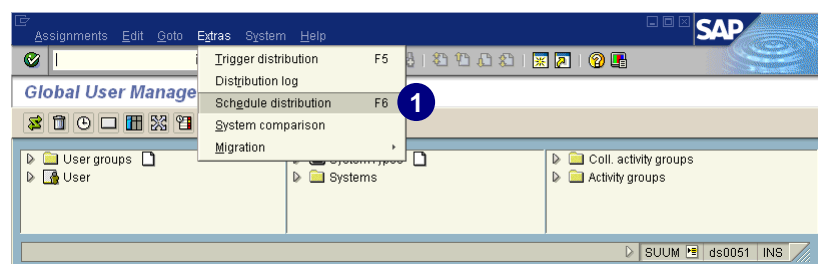 Assignments Edit Goto Extras System Help
SAP
Trigger distribution F5
Distribution log
Global User Manage
Schedule distribution F6
1
System comparison
Migration
User groups
Coll. activity groups
User
Systems
Activity groups
SUUM ds0051 INS